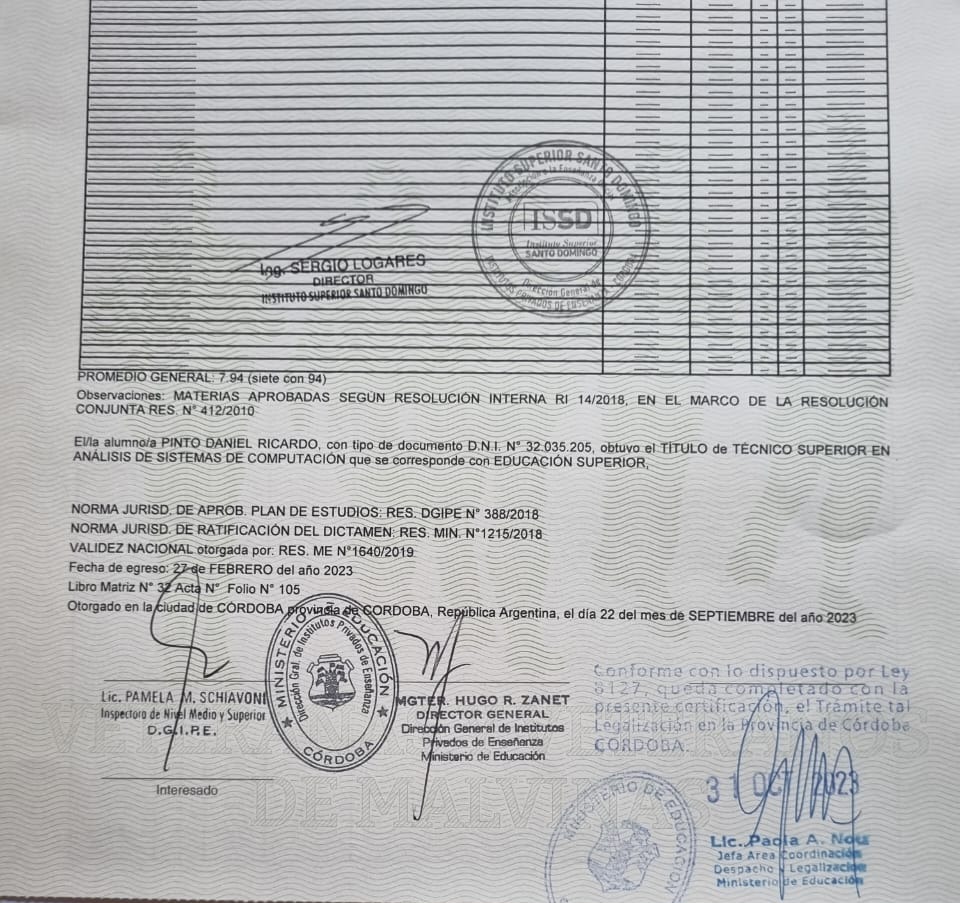 INSTITUTO SUPERIOR SANTO DOMINGO
ISSD
Instituto Superior
SANTO DOMINGO
Dirección General de
INSTITUTOS PRIVADOS DE ENSEÑANZA CÓRDOBA
Ing. SERGIO LOGARES
DIRECTOR
INSTITUTO SUPERIOR SANTO DOMINGO
PROMEDIO GENERAL: 7.94 (siete con 94)
Observaciones: MATERIAS APROBADAS SEGÚN RESOLUCIÓN INTERNA RI 14/2018, EN EL MARCO DE LA RESOLUCIÓN
CONJUNTA RES. N° 412/2010
El/la alumno/a PINTO DANIEL RICARDO, con tipo de documento D.N.I. N° 32.035.205, obtuvo el TÍTULO de TÉCNICO SUPERIOR EN
ANÁLISIS DE SISTEMAS DE COMPUTACIÓN que se corresponde con EDUCACIÓN SUPERIOR,
NORMA JURISD. DE APROB. PLAN DE ESTUDIOS: RES. DGIPE N° 388/2018
NORMA JURISD. DE RATIFICACIÓN DEL DICTAMEN: RES. MIN. N°1215/2018
VALIDEZ NACIONAL otorgada por: RES. ME N°1640/2019
Fecha de egreso: 27 de FEBRERO del año 2023
Libro Matriz N° 32 Acta N° Folio N° 105
Otorgado en la ciudad de CÓRDOBA provincia de CORDOBA, República Argentina, el día 22 del mes de SEPTIEMBRE del año 2023
MINISTERIO DE EDUCACIÓN
Dirección Gral. de Institutos Privados de Enseñanza
CÓRDOBA
Lic. PAMELA M. SCHIAVONI
Inspectora de Nivel Medio y Superior
D.G.I.P.E.
Interesado
MGTER. HUGO R. ZANET
DIRECTOR GENERAL
Dirección General de Institutos
Privados de Enseñanza
Ministerio de Educación
Conforme con lo dispuesto por Ley
8127, queda completado con la
presente certificación, el Trámite tal
Legalización en la Provincia de Córdoba
CORDOBA.
31 OCT 2023
MINISTERIO DE EDUCACION
Lic. Paola A.
Jefa Area Coordinación
Despacho y Legalización
Ministerio de Educación
DE MALVINAS